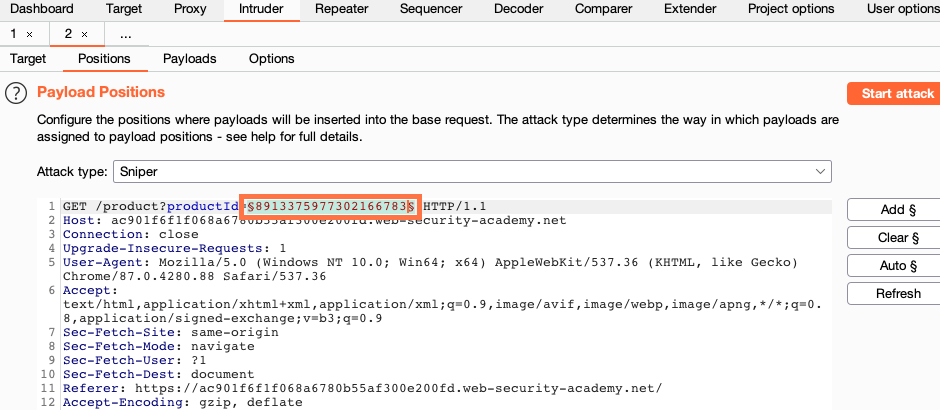 Dashboard Target Proxy Intruder Repeater Sequencer Decoder Comparer Extender Project options User options
1 × 2 × ...
Target Positions Payloads Options
? Payload Positions
Start attack
Configure the positions where payloads will be inserted into the base request. The attack type determines the way in which payloads are
assigned to payload positions - see help for full details.
Attack type: Sniper
1 GET /product?productId=§8913375977302166783§ HTTP/1.1
2 Host: ac901f6f1f068a6780b55af300e200fd.web-security-academy.net
3 Connection: close
4 Upgrade-Insecure-Requests: 1
5 User-Agent: Mozilla/5.0 (Windows NT 10.0; Win64; x64) AppleWebKit/537.36 (KHTML, like Gecko)
Chrome/87.0.4280.88 Safari/537.36
6 Accept:
text/html,application/xhtml+xml,application/xml;q=0.9,image/avif,image/webp,image/apng,*/*;q=0.
8,application/signed-exchange;v=b3;q=0.9
7 Sec-Fetch-Site: same-origin
8 Sec-Fetch-Mode: navigate
9 Sec-Fetch-User: ?1
10 Sec-Fetch-Dest: document
11 Referer: https://ac901f6f1f068a6780b55af300e200fd.web-security-academy.net/
12 Accept-Encoding: gzip, deflate
Add §
Clear §
Auto §
Refresh